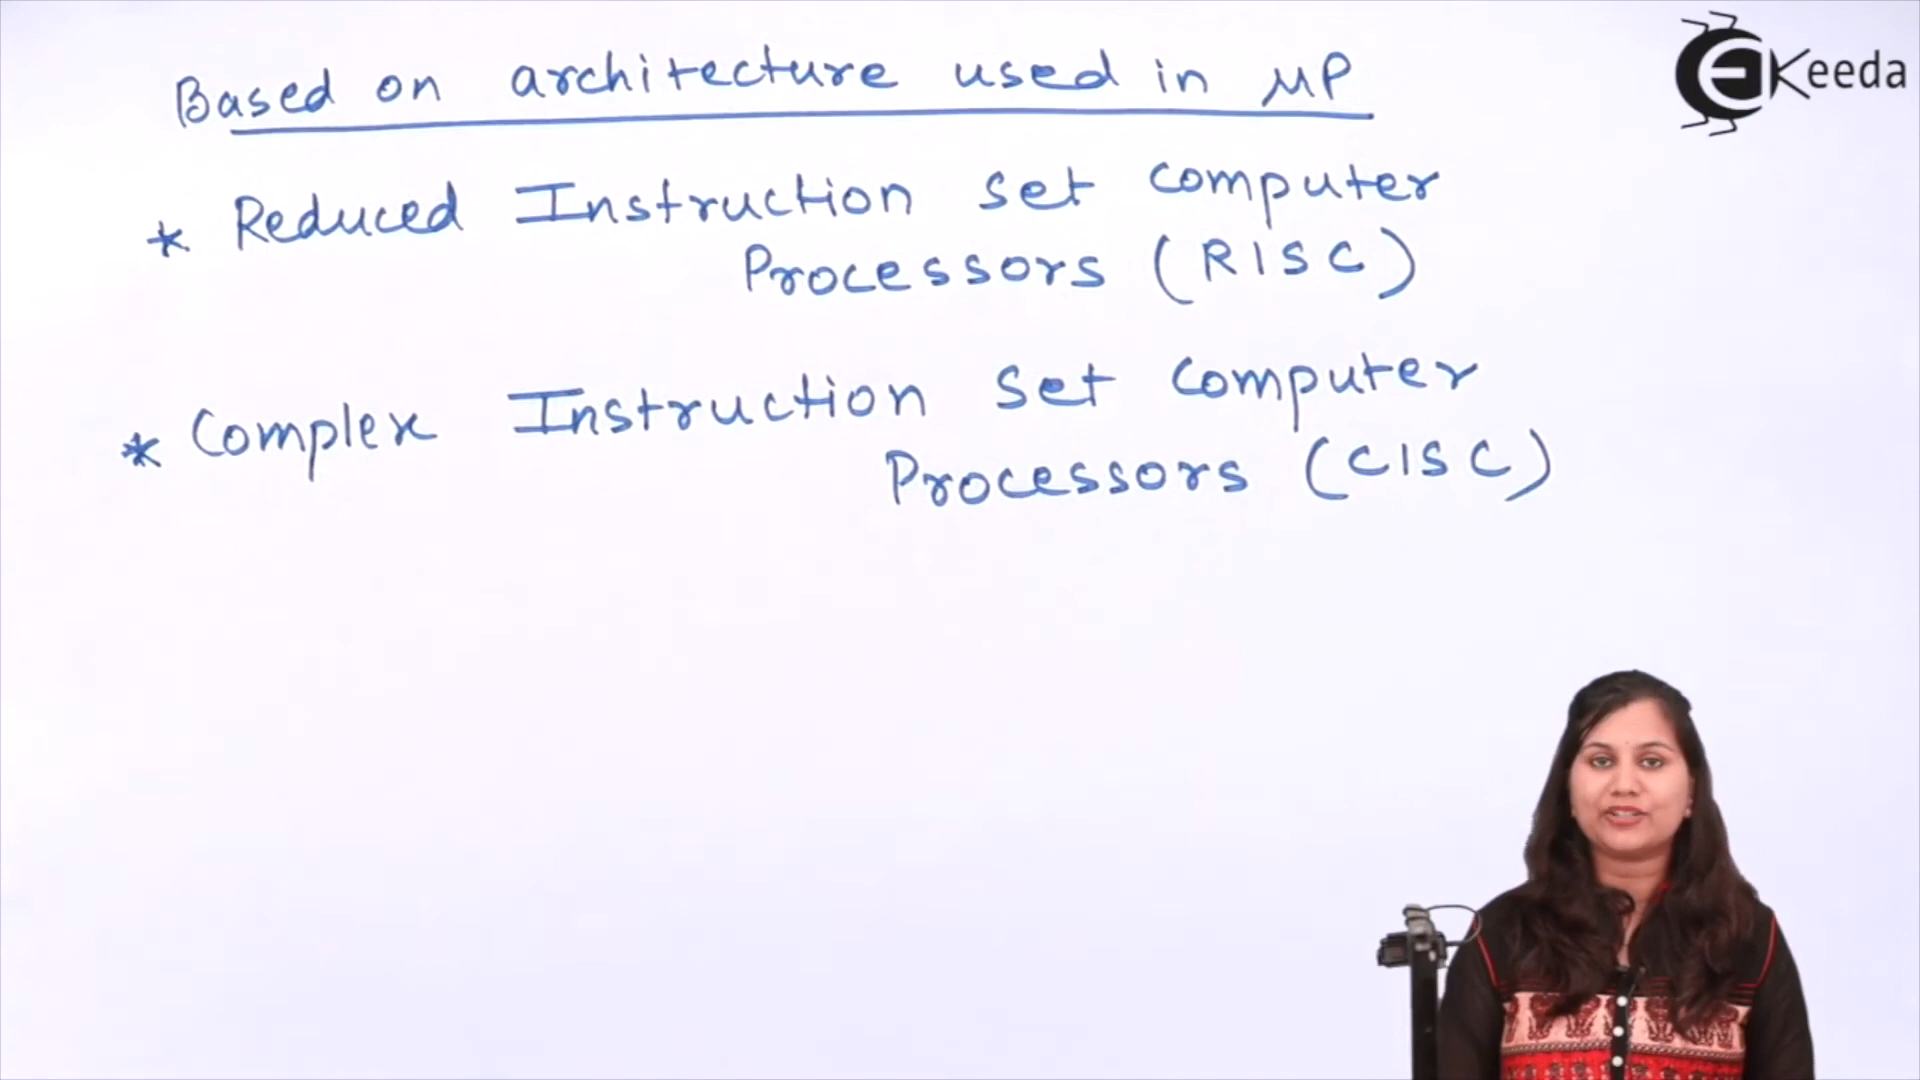 Based on architecture used in μP
EKeeda
* Reduced Instruction set computer
Processors (RISC)
* Complex Instruction set computer
Processors (CISC)